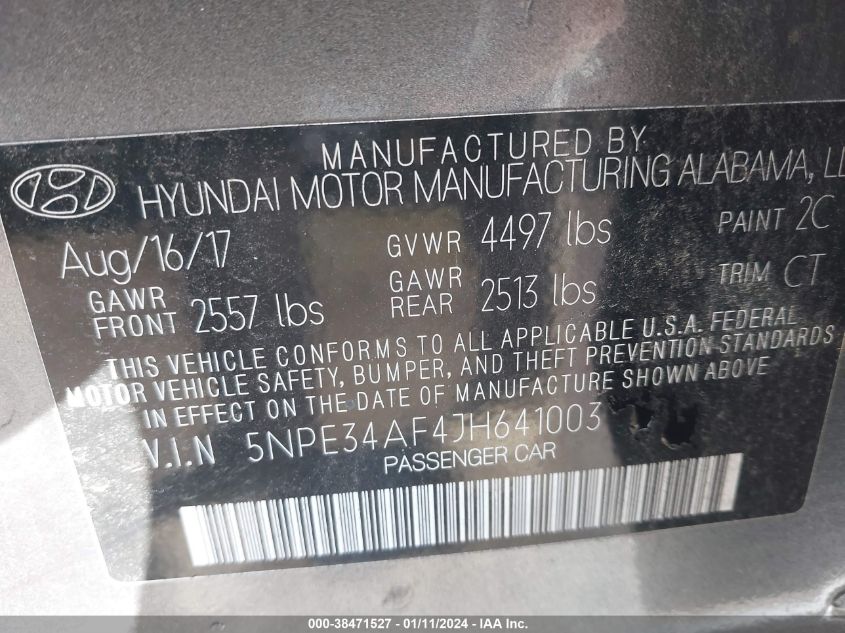 MANUFACTURED BY
HYUNDAI MOTOR MANUFACTURING ALABAMA, LL
Aug/16/17 GVWR 4497 lbs PAINT 2C
GAWR FRONT 2557 lbs GAWR REAR 2513 lbs TRIM CT
THIS VEHICLE CONFORMS TO ALL APPLICABLE U.S.A. FEDERAL
MOTOR VEHICLE SAFETY, BUMPER, AND THEFT PREVENTION STANDARDS
IN EFFECT ON THE DATE OF MANUFACTURE SHOWN ABOVE
V.I.N 5NPE34AF4JH641003
PASSENGER CAR
000-38471527 - 01/11/2024 - IAA Inc.